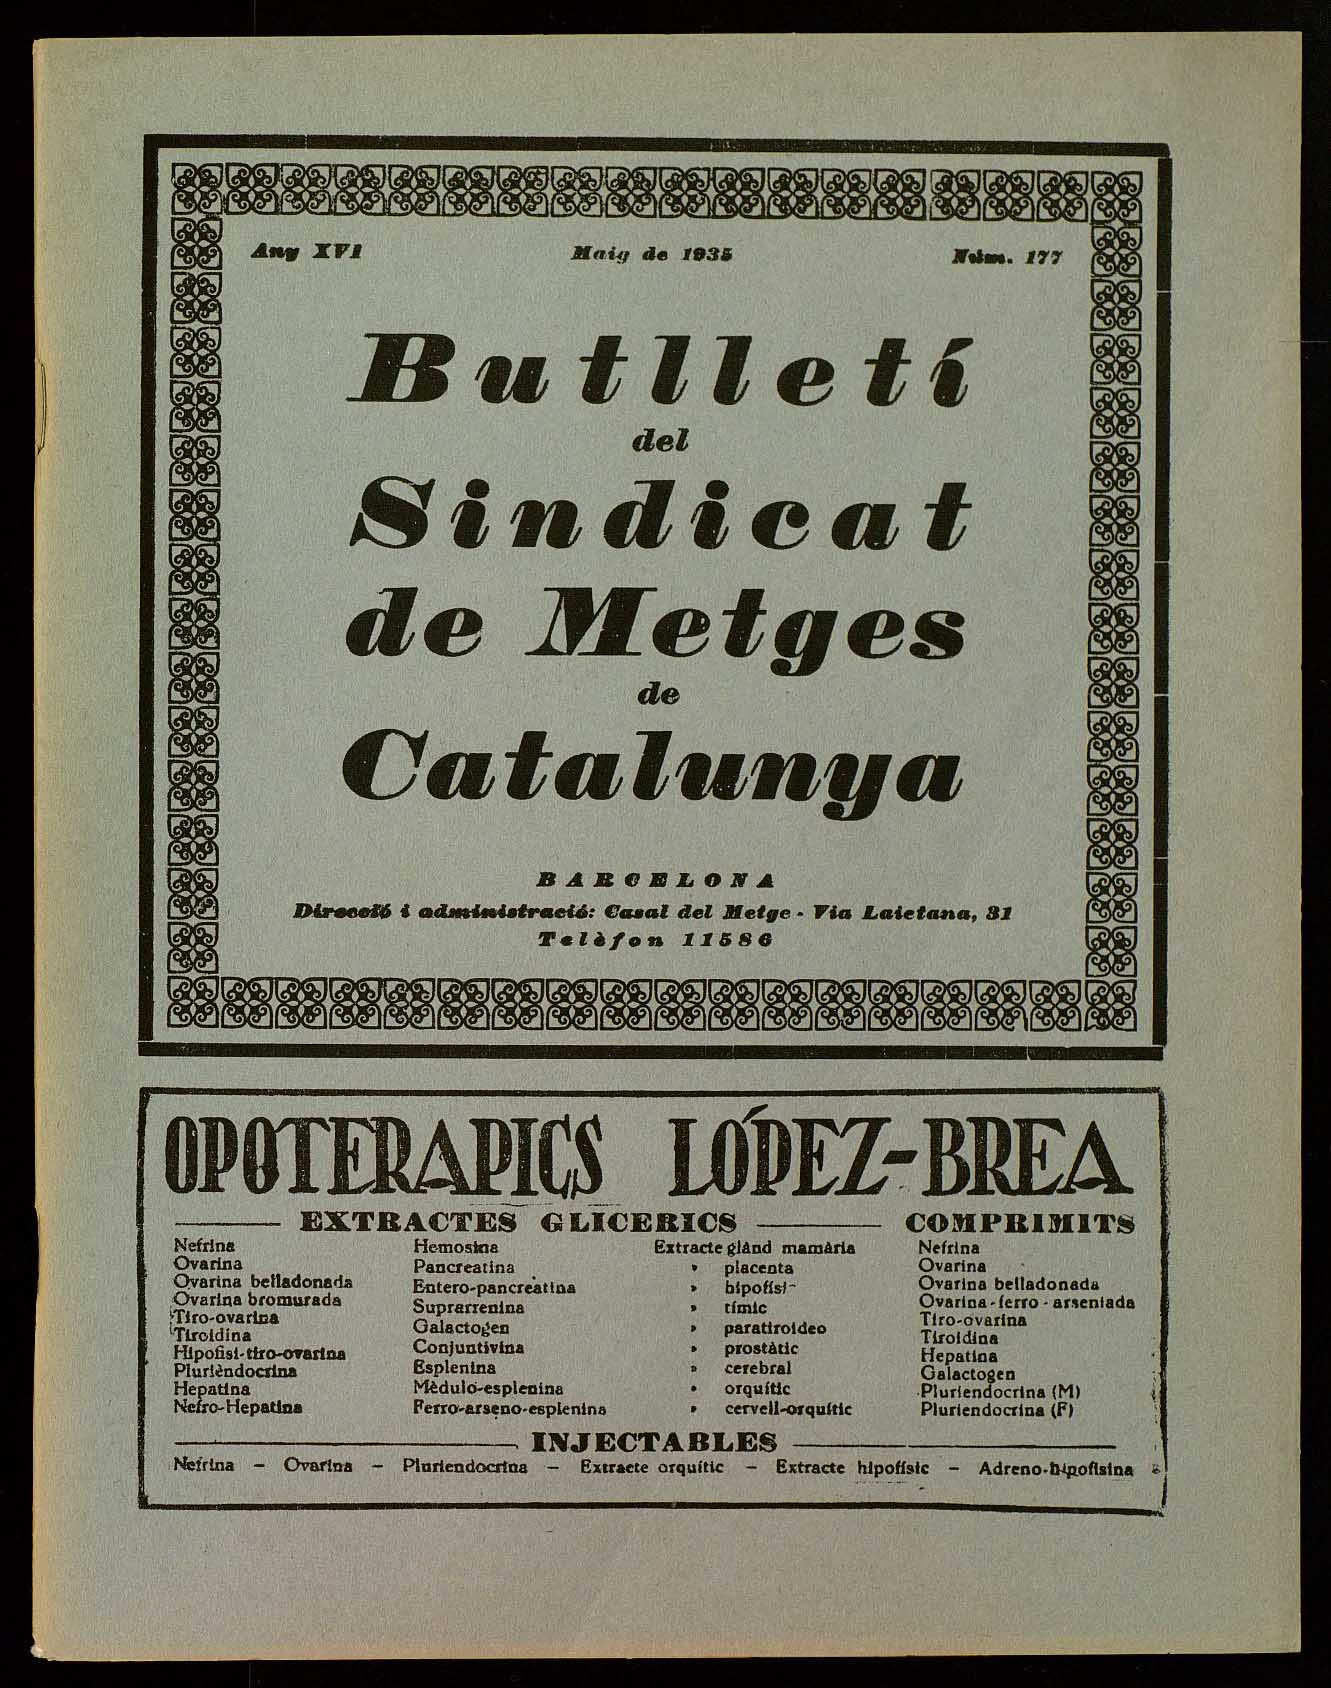 Any XVI Maig de 1935 Núm. 177
Butlletí
del
Sindicat
de Metges
de
Catalunya
BARCELONA
Direcció i administració: Casal del Metge - Via Laietana, 31
Telèfon 11586
OPOTERAPICS LÓPEZ-BREA
EXTRACTES GLICERICS
Nefrina
Ovarina
Ovarina belladonada
Ovarina bromurada
Tiro-ovarina
Tiroidina
Hipofisi-tiro-ovarina
Plurièndocrina
Hepatina
Nefro-Hepatina
Hemosina
Pancreatina
Entero-pancreatina
Suprarrenina
Galactogen
Conjuntivina
Esplenina
Mèdulo-esplenina
Ferro-arseno-esplenina
Extracte glànd mamària
» placenta
» hipofisi
» tímic
» paratiroideo
» prostàtic
» cerebral
» orquític
» cervell-orquític
COMPRIMITS
Nefrina
Ovarina
Ovarina belladonada
Ovarina-ferro-arseniada
Tiro-ovarina
Tiroidina
Hepatina
Galactogen
Pluriendocrina (M)
Pluriendocrina (F)
INJECTABLES
Nefrina — Ovarina — Pluriendocrina — Extracte orquític — Extracte hipofísic — Adreno-hipofisina